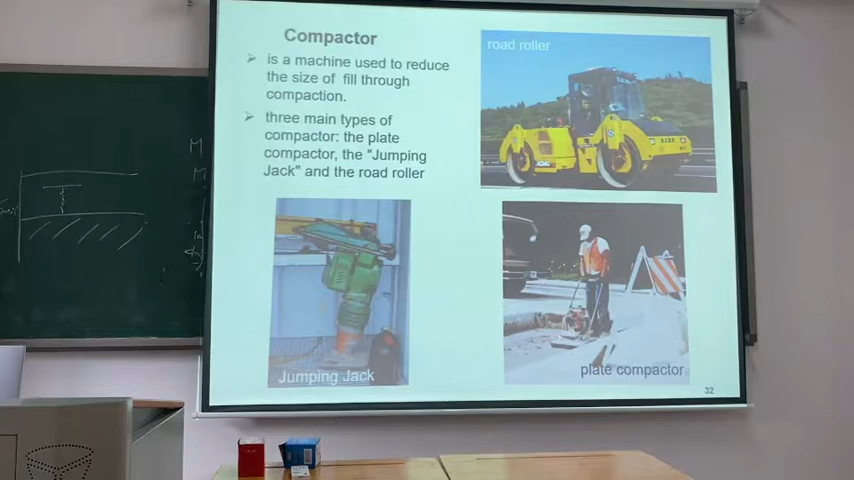 Compactor
➢ is a machine used to reduce
the size of fill through
compaction.
➢ three main types of
compactor: the plate
compactor, the "Jumping
Jack" and the road roller
road roller
Jumping Jack
plate compactor
32